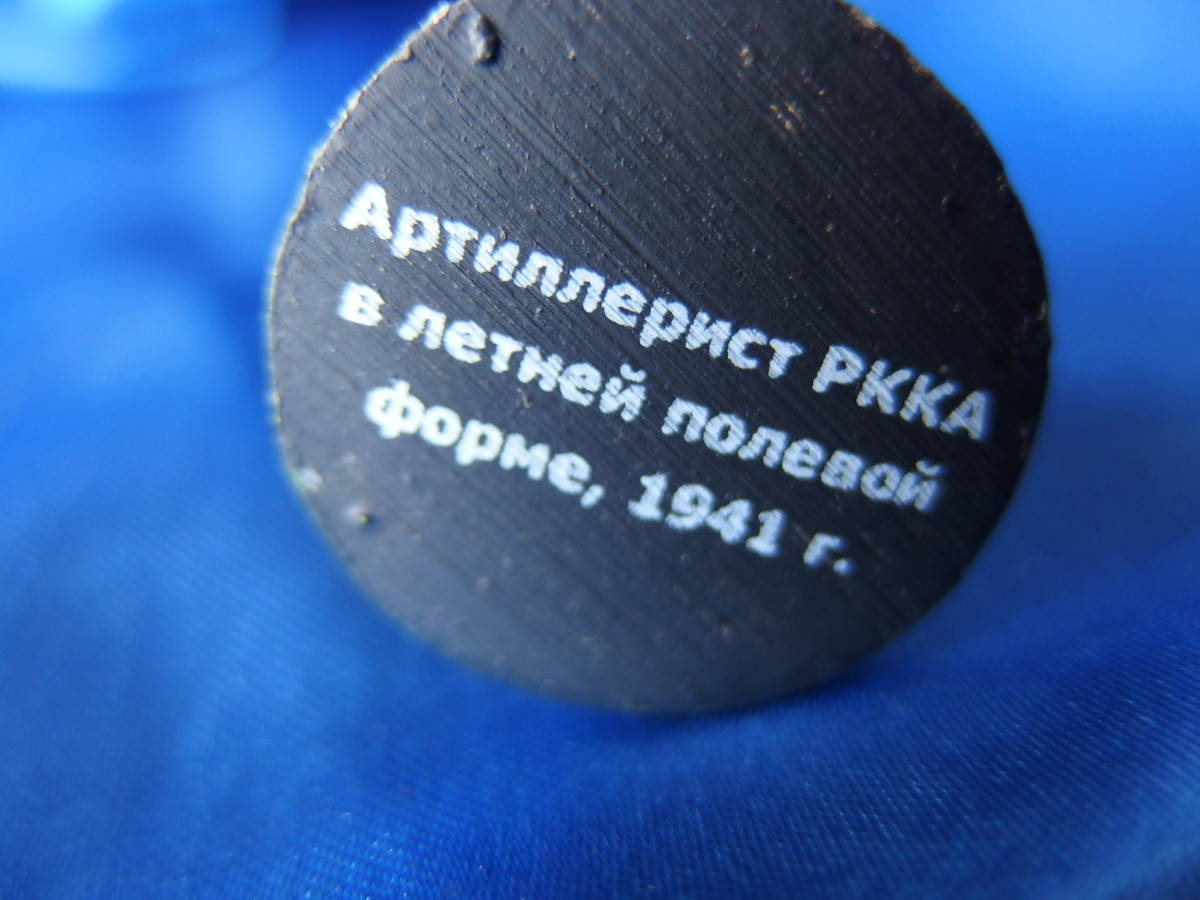 Артиллерист РККА
в летней полевой
форме, 1941 г.